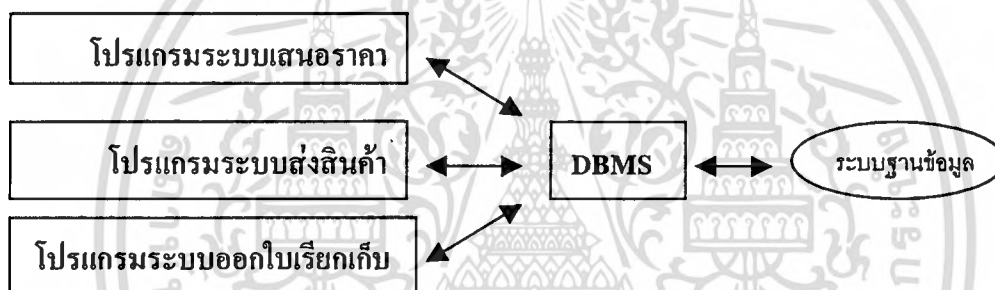 โปรแกรมระบบเสนอราคา
โปรแกรมระบบส่งสินค้า
DBMS
ระบบฐานข้อมูล
โปรแกรมระบบออกใบเรียกเก็บ